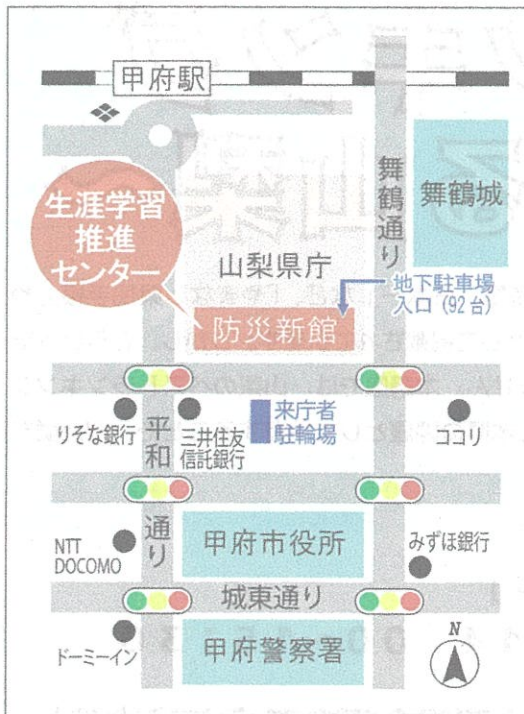 甲府駅
舞鶴通り
舞鶴城
生涯学習
推進
センター
山梨県庁
地下駐車場
入口(92台)
防災新館
りそな銀行
平和
通り
三井住友
信託銀行
来庁者
駐輪場
ココリ
NTT
DOCOMO
甲府市役所
みずほ銀行
城東通り
ドーミーイン
甲府警察署
N